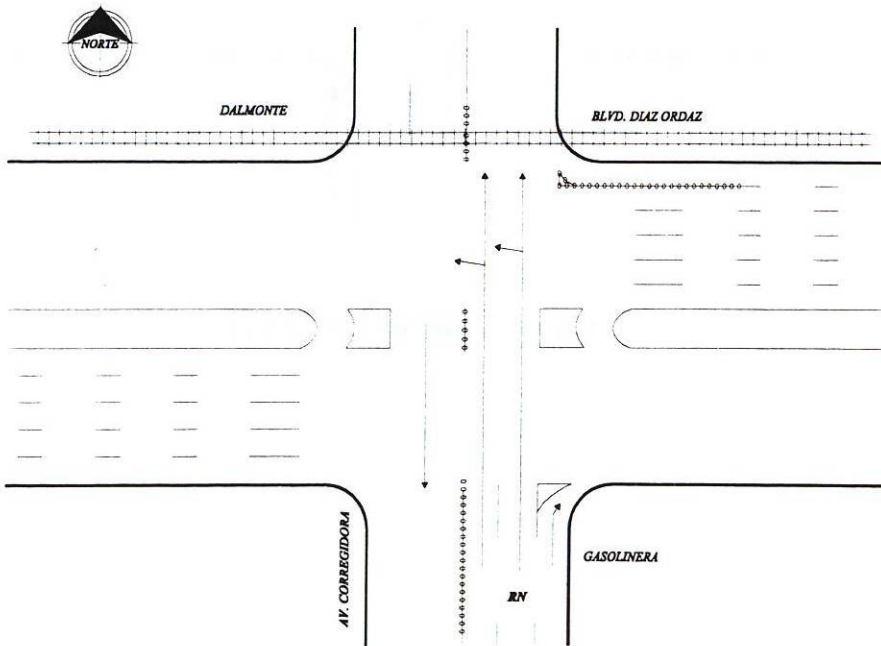 NORTE
DALMONTE
BLVD. DIAZ ORDAZ
AV. CORREGIDORA
GASOLINERA
RN